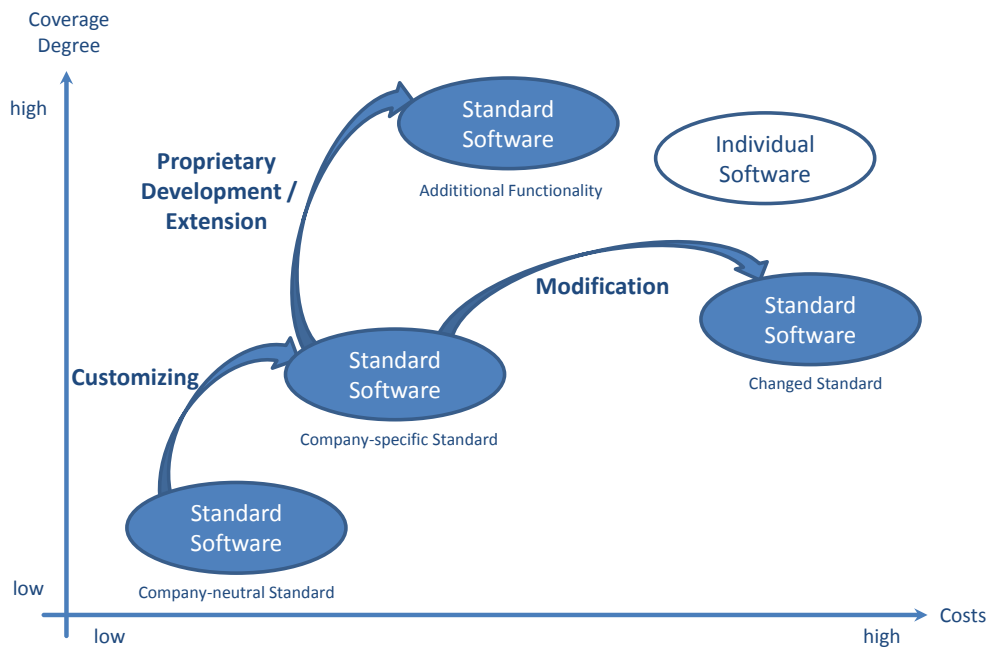 Coverage
Degree
high
Standard
Software
Addititional Functionality
Individual
Software
Proprietary
Development /
Extension
Modification
Standard
Software
Changed Standard
Customizing
Standard
Software
Company-specific Standard
Standard
Software
Company-neutral Standard
low
low
high
Costs